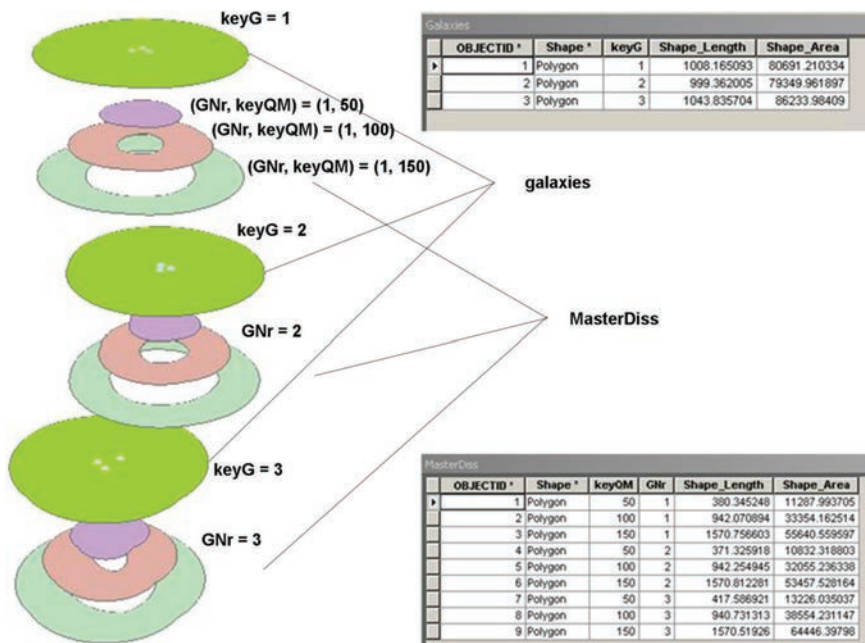 keyG = 1
(GNr, keyQM) = (1, 50)
(GNr, keyQM) = (1, 100)
(GNr, keyQM) = (1, 150)
keyG = 2
GNr = 2
keyG = 3
GNr = 3
galaxies
MasterDiss
Galaxies
OBJECTID * Shape * keyG Shape_Length Shape_Area
1 Polygon 1 1008.165093 80691.210334
2 Polygon 2 999.362005 79349.961897
3 Polygon 3 1043.835704 86233.98409
MasterDiss
OBJECTID * Shape * keyQM GNr Shape_Length Shape_Area
1 Polygon 50 1 380.345248 11287.993705
2 Polygon 100 1 942.070894 33354.162514
3 Polygon 150 1 1570.756603 55640.559597
4 Polygon 50 2 371.325918 10832.318803
5 Polygon 100 2 942.254945 32055.236338
6 Polygon 150 2 1570.812281 53457.528164
7 Polygon 50 3 417.586921 13226.035037
8 Polygon 100 3 940.731313 38554.231147
9 Polygon 150 3 1570.51926 64446.39798